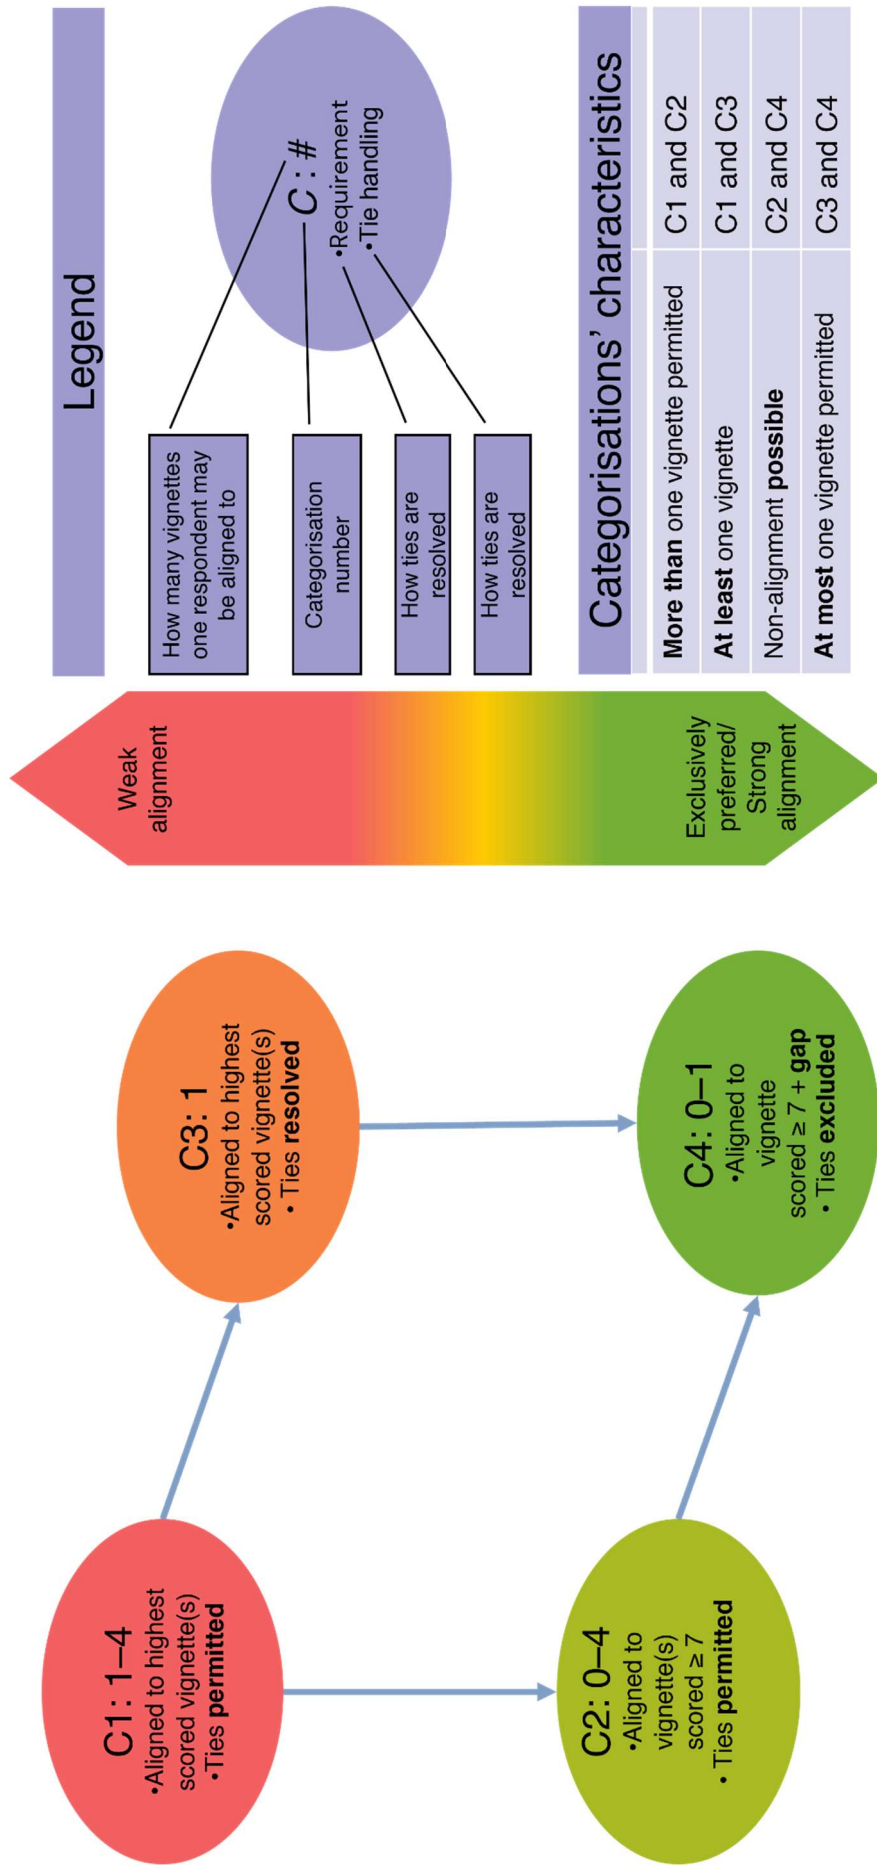 C1: 1–4
•Aligned to highest
scored vignette(s)
•Ties permitted
C3: 1
•Aligned to highest
scored vignette(s)
• Ties resolved
C2: 0–4
•Aligned to
vignette(s)
scored ≥ 7
• Ties permitted
C4: 0–1
•Aligned to
vignette
scored ≥ 7 + gap
• Ties excluded
Weak
alignment
Exclusively
preferred/
Strong
alignment
Legend
How many vignettes
one respondent may
be aligned to
Categorisation
number
How ties are
resolved
How ties are
resolved
C : #
•Requirement
•Tie handling
Categorisations’ characteristics
More than one vignette permitted C1 and C2
At least one vignette C1 and C3
Non-alignment possible C2 and C4
At most one vignette permitted C3 and C4